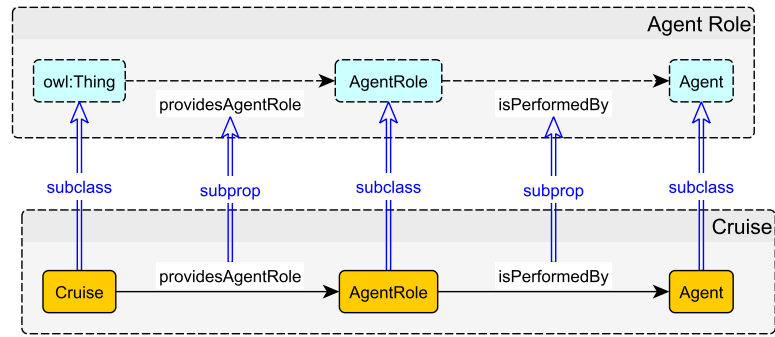 Agent Role
owl:Thing
AgentRole
Agent
providesAgentRole
isPerformedBy
subclass
subprop
subclass
subprop
subclass
Cruise
providesAgentRole
isPerformedBy
Cruise
AgentRole
Agent